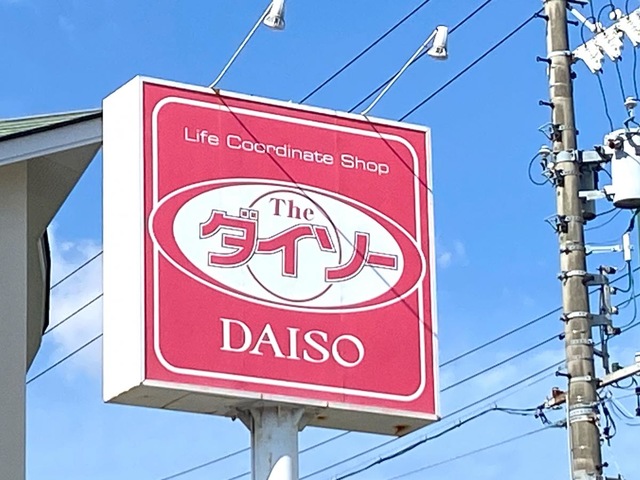 Life Coordinate Shop
The
ダイソー
DAISO